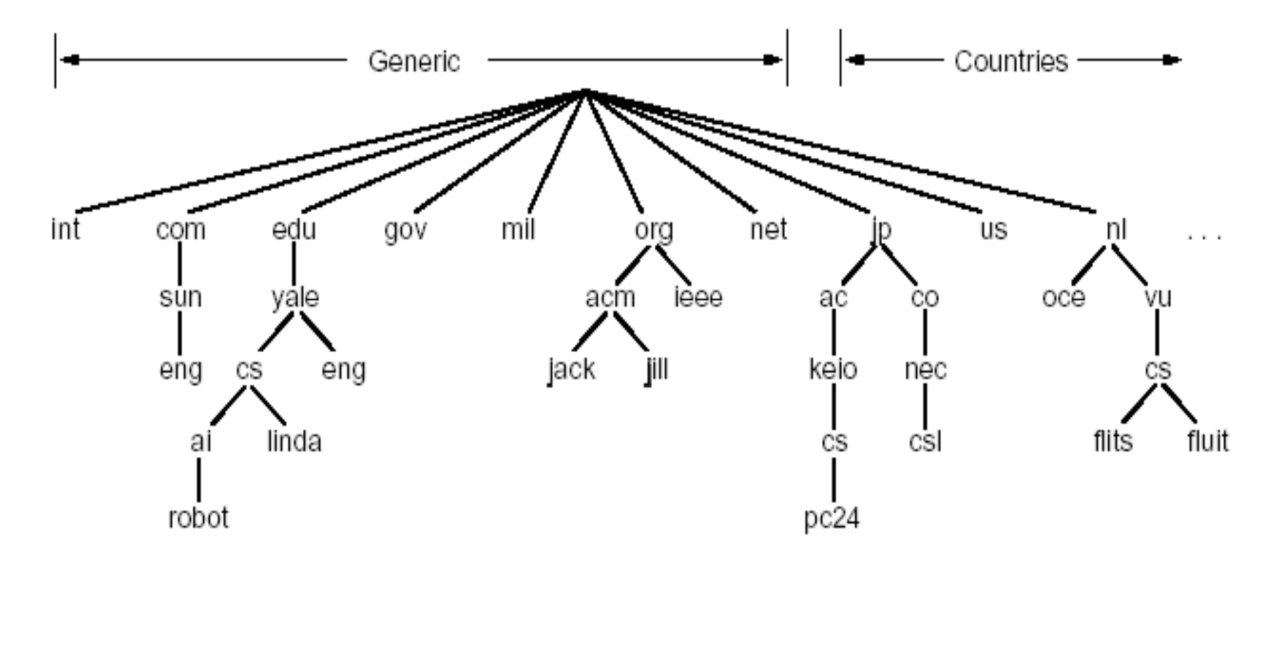 Generic Countries
int com edu gov mil org net jp us nl ...
sun yale acm ieee ac co oce vu
eng cs eng jack jill keio nec cs
ai linda cs csl flits fluit
robot pc24